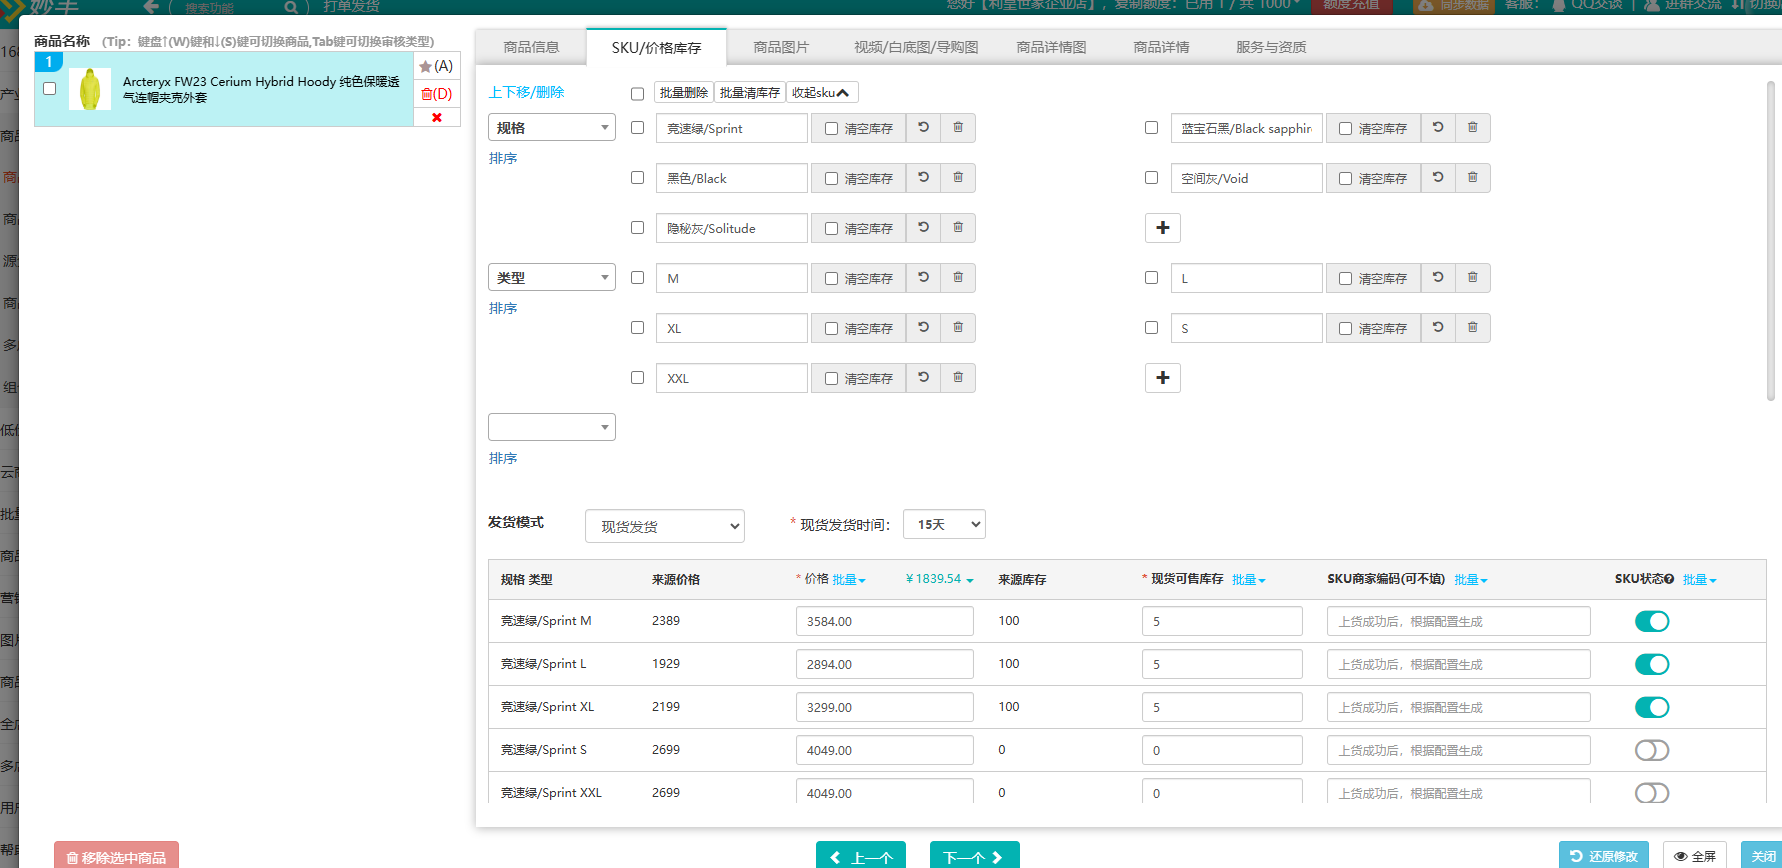 妙手
搜索功能
打单发货
您好【利皇世家企业店】，复制额度：已用 1 / 共 1000
额度充值
同步数据
客服：
QQ交谈
进群交流
商品名称 (Tip：键盘↑(W)键和↓(S)键可切换商品,Tab键可切换审核类型)
1
Arcteryx FW23 Cerium Hybrid Hoody 纯色保暖透
气连帽夹克外套
(A)
(D)
商品信息
SKU/价格库存
商品图片
视频/白底图/导购图
商品详情图
商品详情
服务与资质
上下移/删除
批量删除
批量清库存
收起sku
规格
竞速绿/Sprint
清空库存
蓝宝石黑/Black sapphir
清空库存
排序
黑色/Black
清空库存
空间灰/Void
清空库存
隐秘灰/Solitude
清空库存
类型
M
清空库存
L
清空库存
排序
XL
清空库存
S
清空库存
XXL
清空库存
排序
发货模式
现货发货
* 现货发货时间：
15天
规格 类型
来源价格
* 价格 批量
¥1839.54
来源库存
* 现货可售库存 批量
SKU商家编码(可不填) 批量
SKU状态 批量
竞速绿/Sprint M
2389
3584.00
100
5
上货成功后，根据配置生成
竞速绿/Sprint L
1929
2894.00
100
5
上货成功后，根据配置生成
竞速绿/Sprint XL
2199
3299.00
100
5
上货成功后，根据配置生成
竞速绿/Sprint S
2699
4049.00
0
0
上货成功后，根据配置生成
竞速绿/Sprint XXL
2699
4049.00
0
0
上货成功后，根据配置生成
移除选中商品
上一个
下一个
还原修改
全屏
关闭